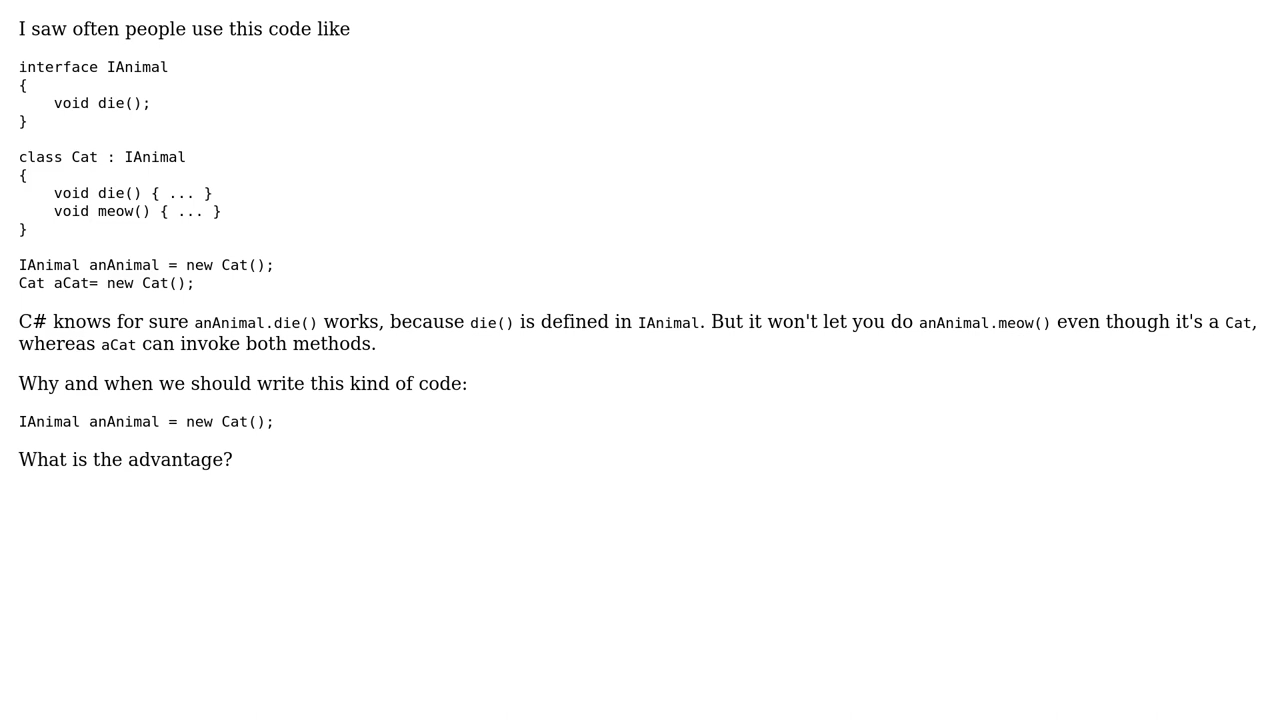 I saw often people use this code like
interface IAnimal
{
    void die();
}
class Cat : IAnimal
{
    void die() { ... }
    void meow() { ... }
}
IAnimal anAnimal = new Cat();
Cat aCat= new Cat();
C# knows for sure anAnimal.die() works, because die() is defined in IAnimal. But it won't let you do anAnimal.meow() even though it's a Cat,
whereas aCat can invoke both methods.
Why and when we should write this kind of code:
IAnimal anAnimal = new Cat();
What is the advantage?